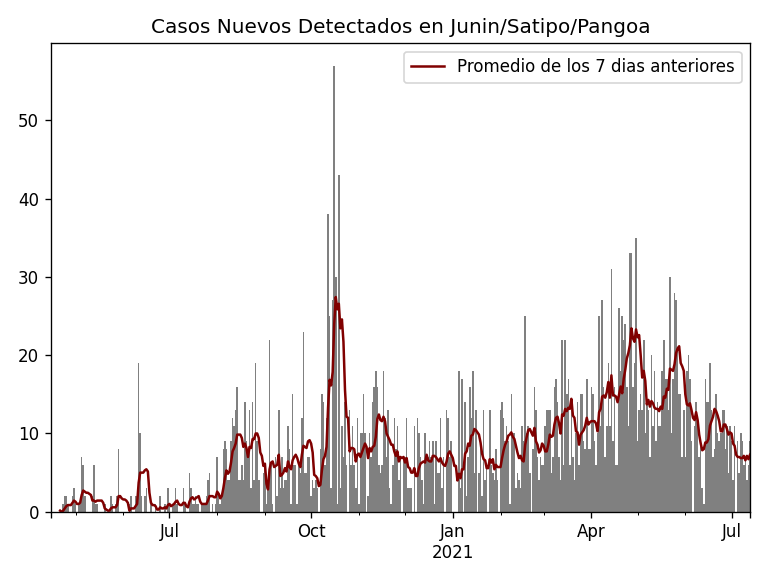 Casos Nuevos Detectados en Junin/Satipo/Pangoa
Promedio de los 7 dias anteriores
50
40
30
20
10
0
Jul
Oct
Jan
2021
Apr
Jul